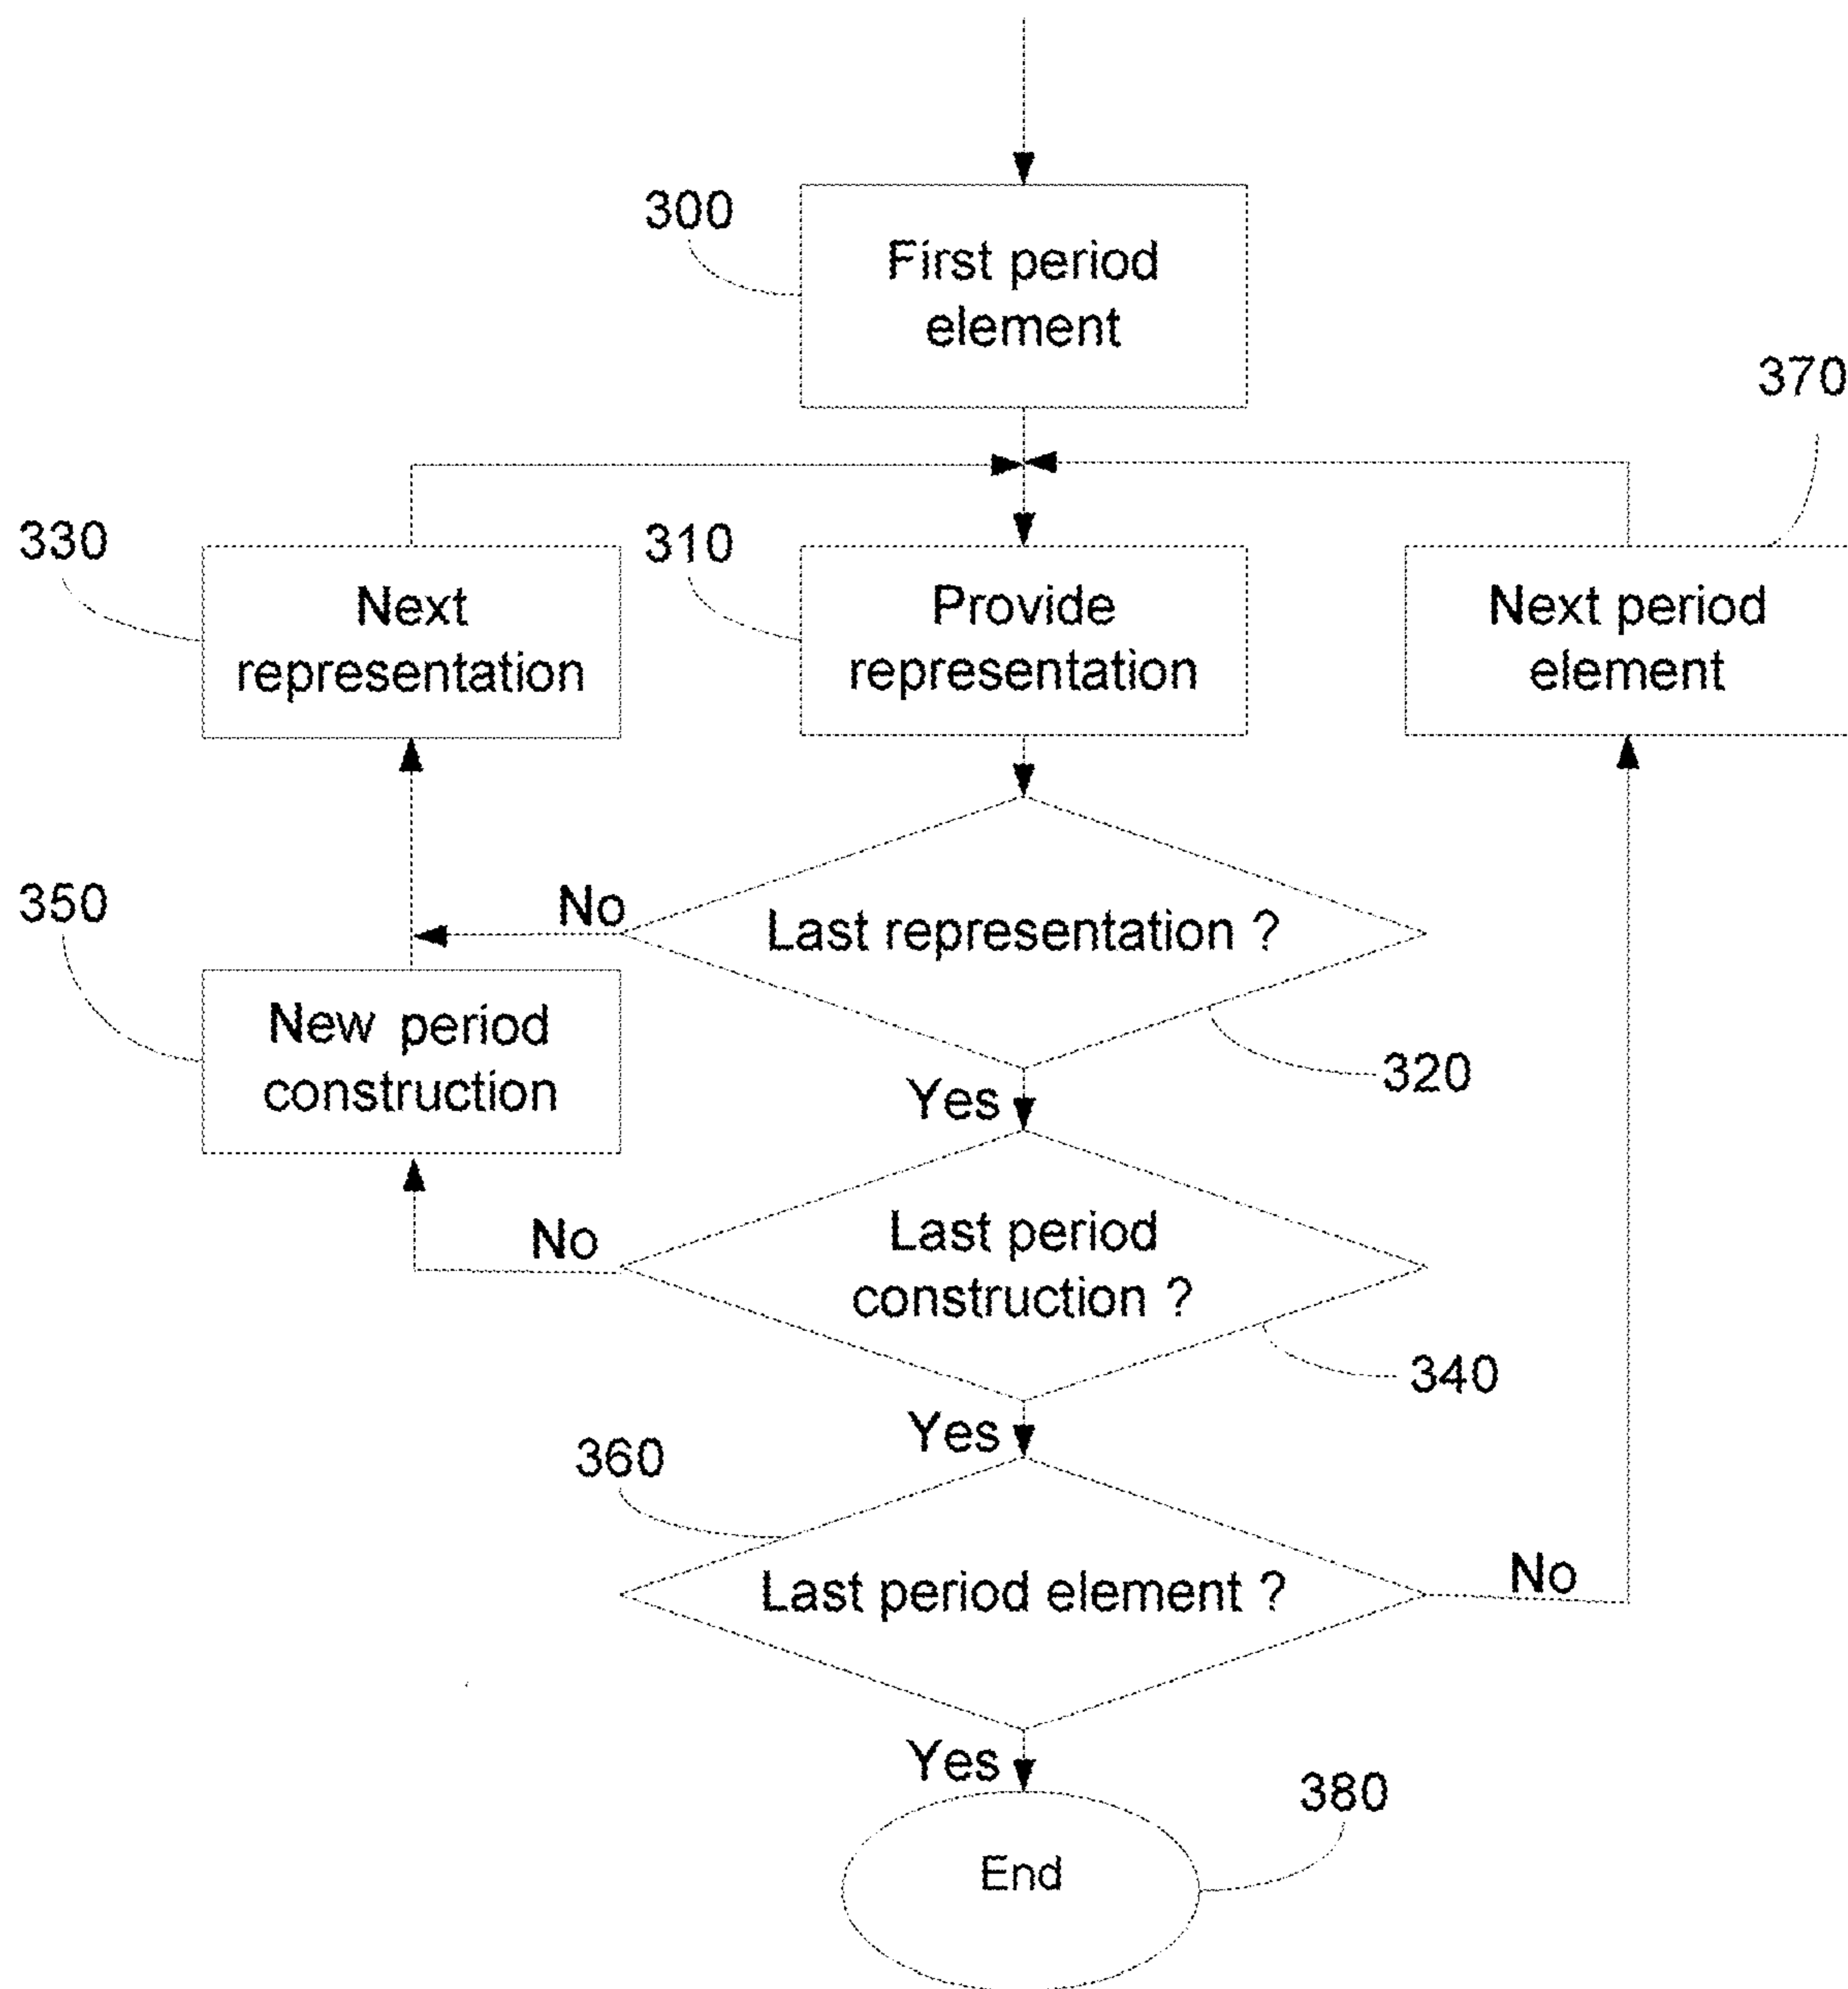 300
First period
element
370
330
Next
representation
310
Provide
representation
Next period
element
350
No
Last representation ?
New period
construction
320
Yes
No
Last period
construction ?
340
Yes
360
Last period element ?
No
Yes
380
End